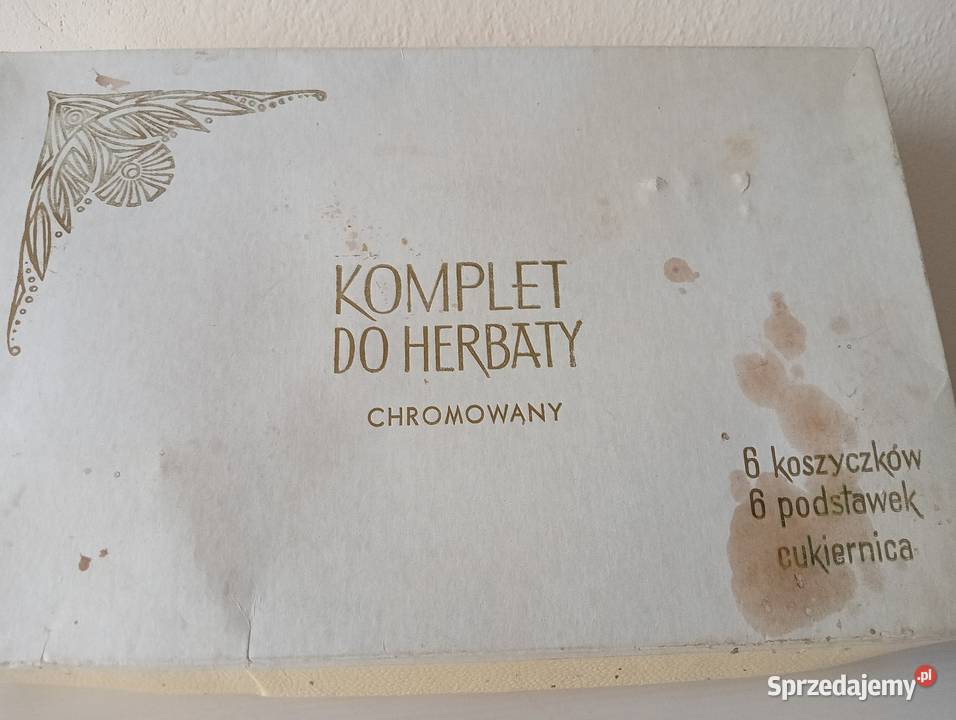 KOMPLET
DO HERBATY
CHROMOWANY
6 koszyczków
6 podstawek
cukiernica
Sprzedajemy.pl